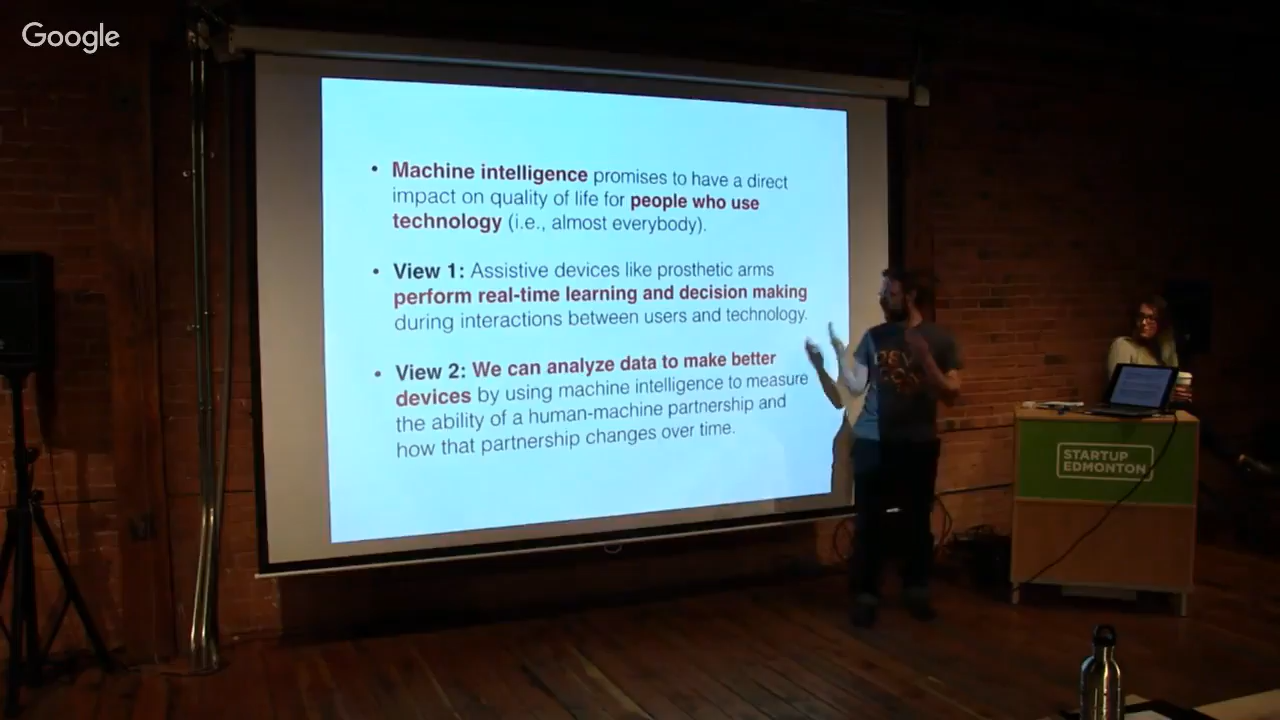 Google
• Machine intelligence promises to have a direct
impact on quality of life for people who use
technology (i.e., almost everybody).
• View 1: Assistive devices like prosthetic arms
perform real-time learning and decision making
during interactions between users and technology.
• View 2: We can analyze data to make better
devices by using machine intelligence to measure
the ability of a human-machine partnership and
how that partnership changes over time.
STARTUP
EDMONTON